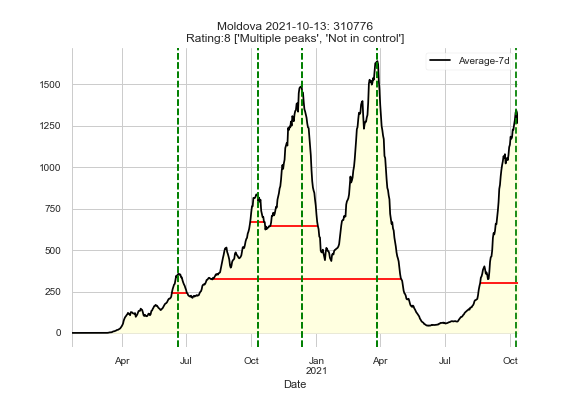 Moldova 2021-10-13: 310776
Rating:8 ['Multiple peaks', 'Not in control']
Average-7d
1500
1250
1000
750
500
250
0
Apr Jul Oct Jan Apr Jul Oct
2021
Date